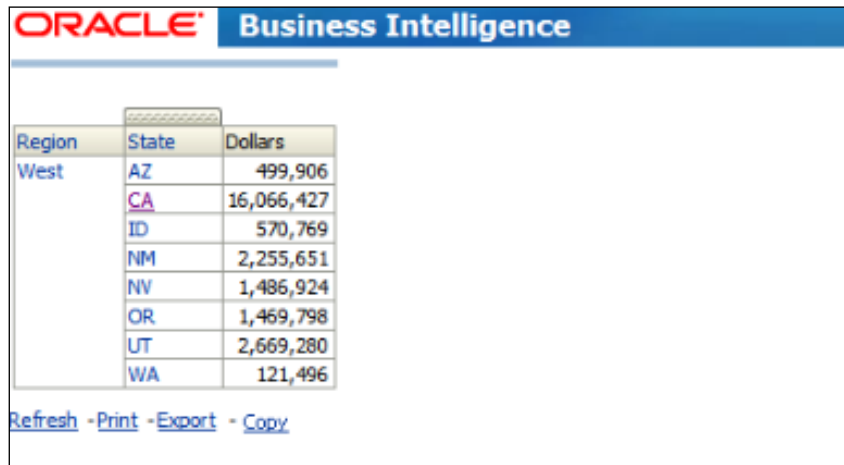 ORACLE Business Intelligence
Region State Dollars
West AZ 499,906
CA 16,066,427
ID 570,769
NM 2,255,651
NV 1,486,924
OR 1,469,798
UT 2,669,280
WA 121,496
Refresh -Print -Export - Copy